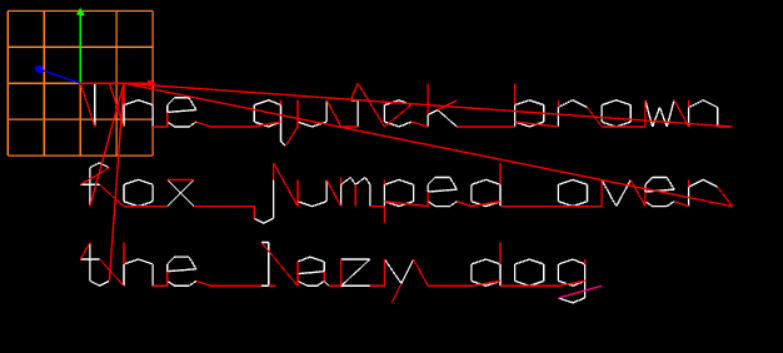 The quick brown
fox jumped over
the lazy dog